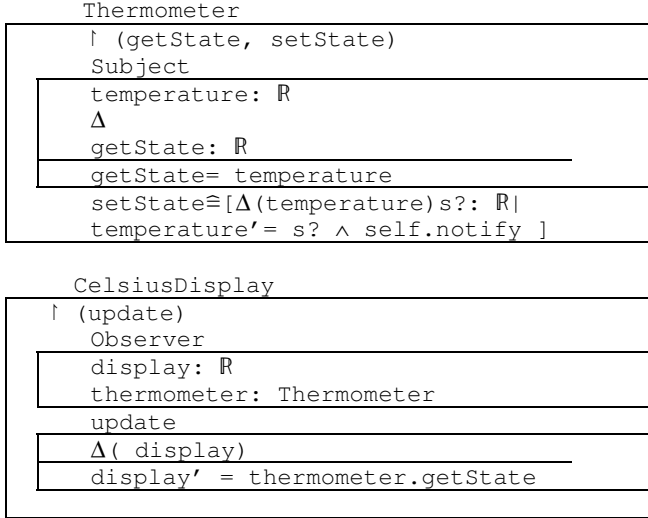 Thermometer
↾ (getState, setState)
Subject
temperature: ℝ
Δ
getState: ℝ
getState= temperature
setState≙[Δ(temperature)s?: ℝ|
temperature′= s? ∧ self.notify ]
CelsiusDisplay
↾ (update)
Observer
display: ℝ
thermometer: Thermometer
update
Δ( display)
display′ = thermometer.getState